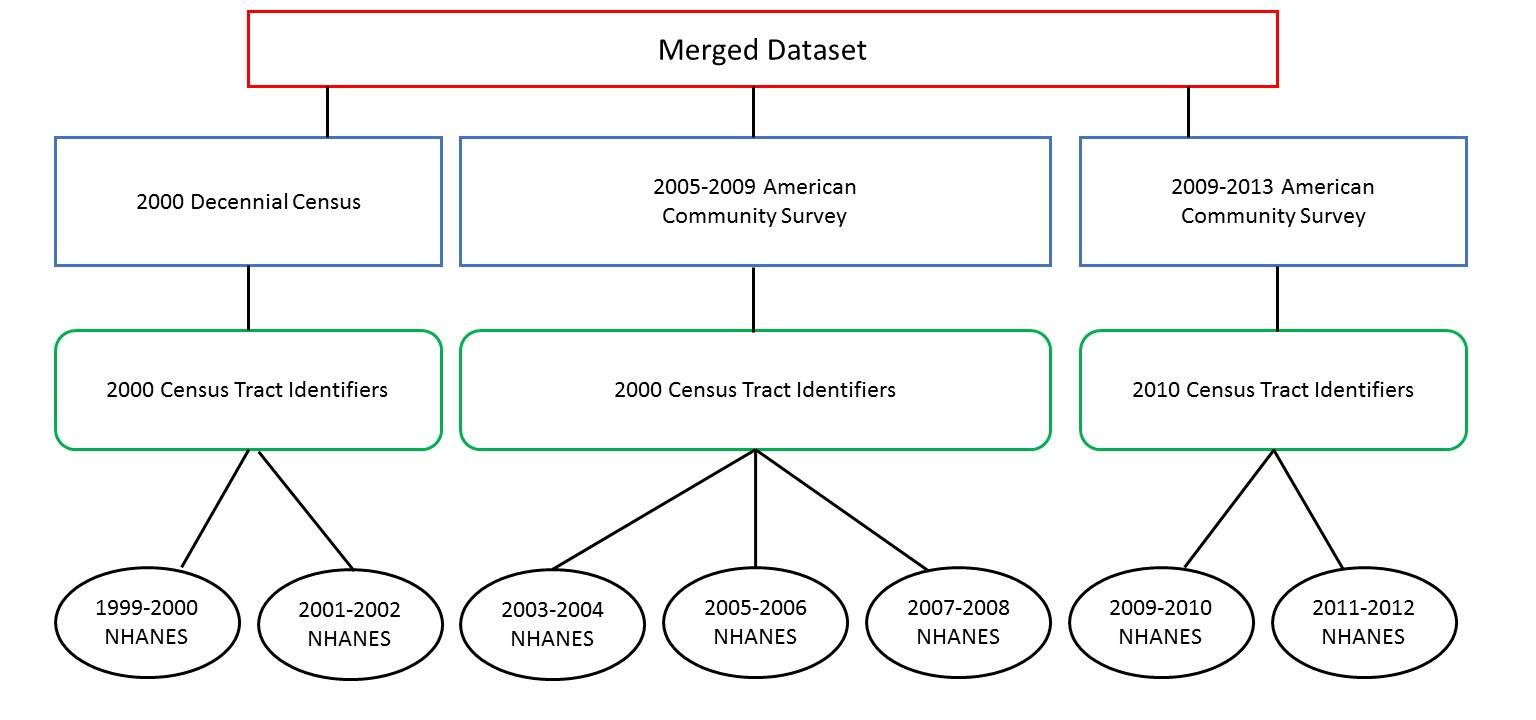 Merged Dataset
2000 Decennial Census
2005-2009 American
Community Survey
2009-2013 American
Community Survey
2000 Census Tract Identifiers
2000 Census Tract Identifiers
2010 Census Tract Identifiers
1999-2000
NHANES
2001-2002
NHANES
2003-2004
NHANES
2005-2006
NHANES
2007-2008
NHANES
2009-2010
NHANES
2011-2012
NHANES